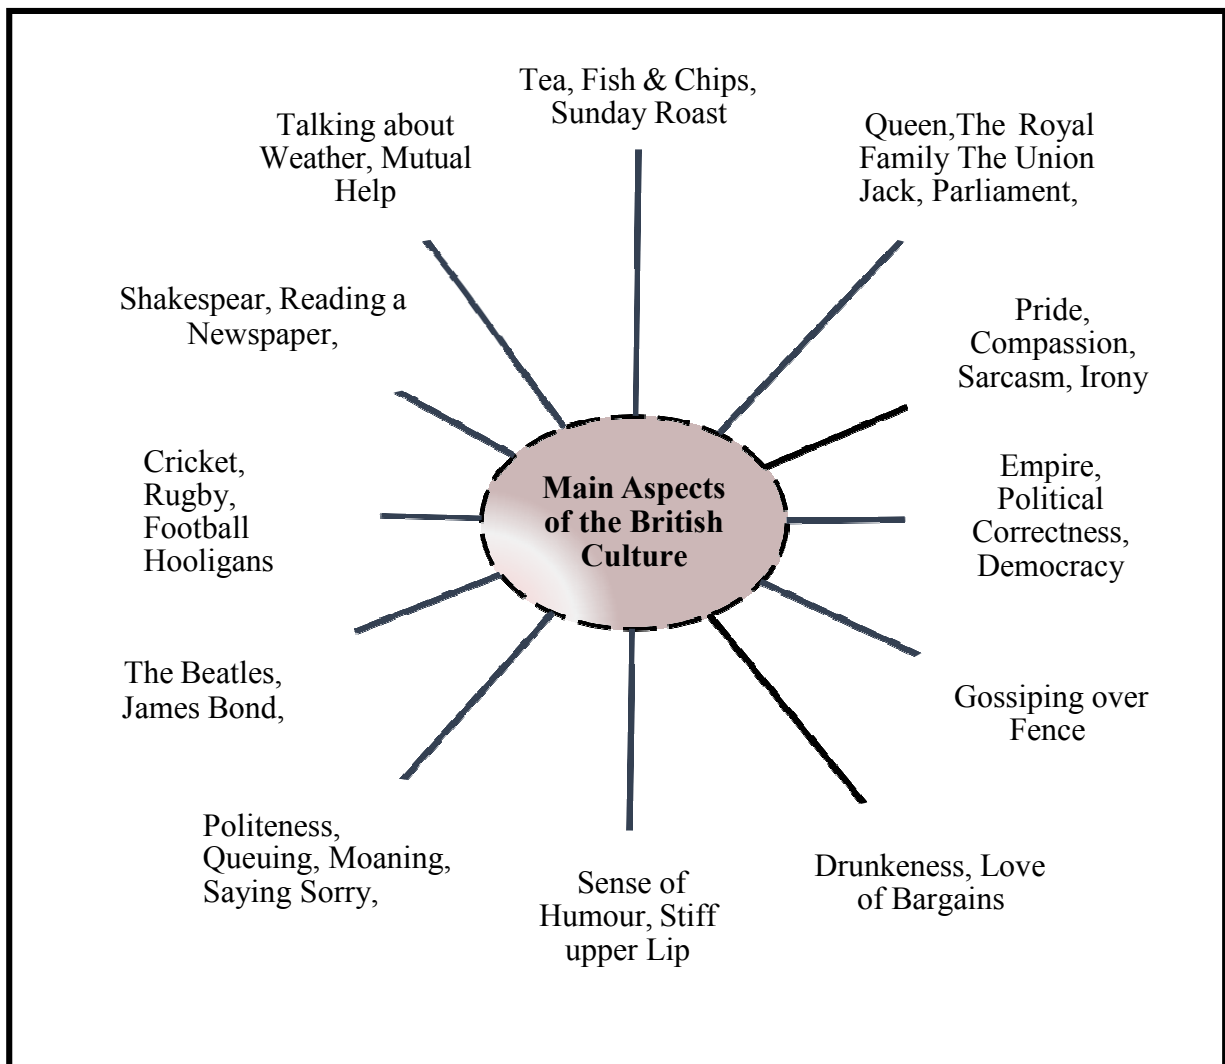 Tea, Fish & Chips,
Sunday Roast
Talking about
Weather, Mutual
Help
Queen,The Royal
Family The Union
Jack, Parliament,
Shakespear, Reading a
Newspaper,
Pride,
Compassion,
Sarcasm, Irony
Cricket,
Rugby,
Football
Hooligans
Main Aspects
of the British
Culture
Empire,
Political
Correctness,
Democracy
The Beatles,
James Bond,
Gossiping over
Fence
Politeness,
Queuing, Moaning,
Saying Sorry,
Sense of
Humour, Stiff
upper Lip
Drunkeness, Love
of Bargains